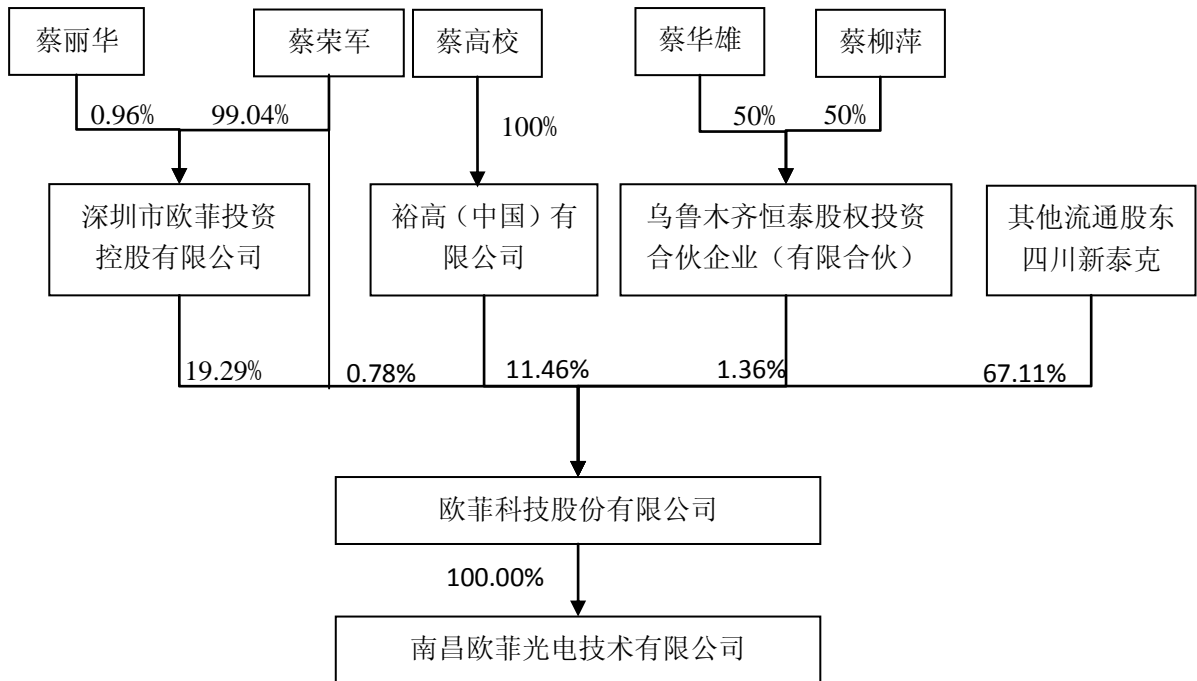 蔡丽华
蔡荣军
蔡高校
蔡华雄
蔡柳萍
0.96%
99.04%
100%
50%
50%
深圳市欧菲投资
控股有限公司
裕高（中国）有
限公司
乌鲁木齐恒泰股权投资
合伙企业（有限合伙）
其他流通股东
四川新泰克
19.29%
0.78%
11.46%
1.36%
67.11%
欧菲科技股份有限公司
100.00%
南昌欧菲光电技术有限公司